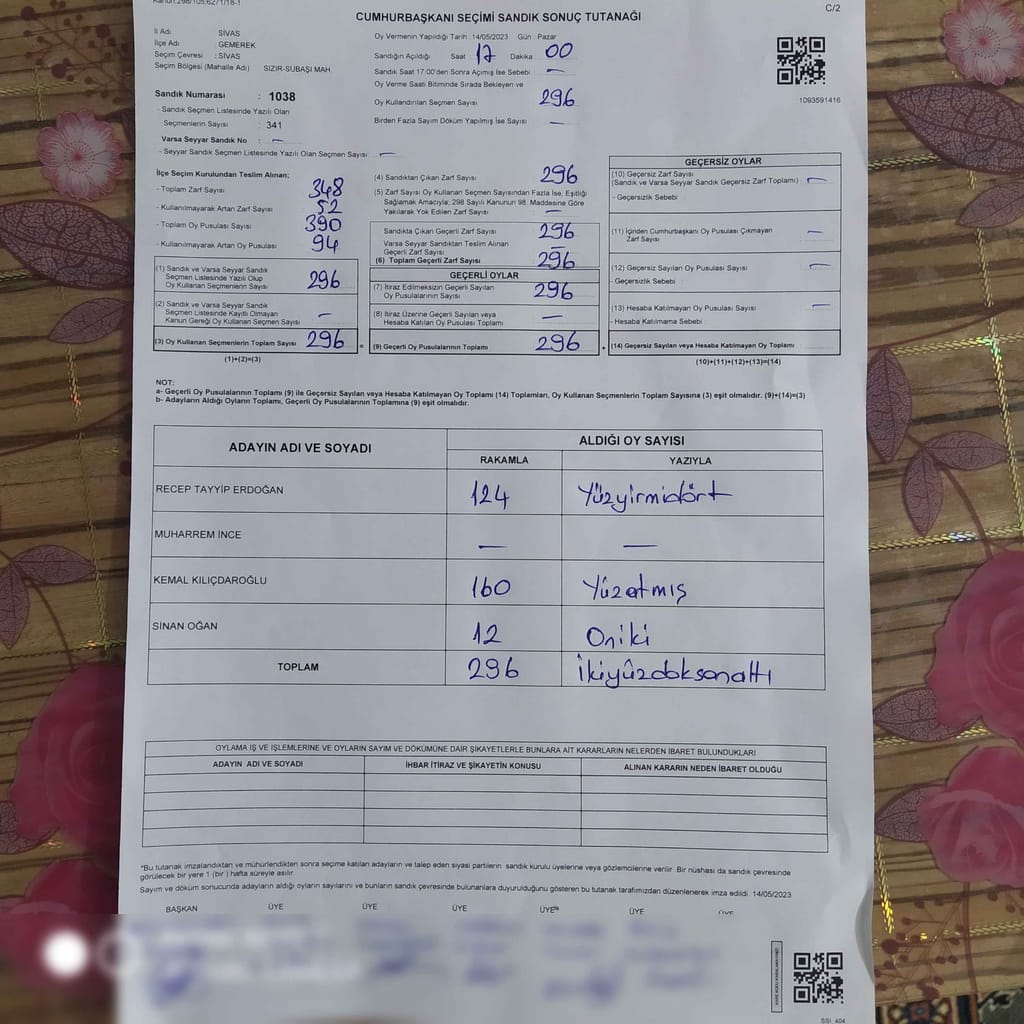 Kanun,298/105,6271/18-1
C/2
CUMHURBAŞKANI SEÇİMİ SANDIK SONUÇ TUTANAĞI
İl Adı SİVAS
İlçe Adı : GEMEREK
Seçim Çevresi : SİVAS
Seçim Bölgesi (Mahalle Adı) SIZIR-SUBAŞI MAH
Sandık Numarası : 1038
- Sandık Seçmen Listesinde Yazılı Olan
Seçmenlerin Sayısı : 341
Varsa Seyyar Sandık No : —
- Seyyar Sandık Seçmen Listesinde Yazılı Olan Seçmen Sayısı : —
Oy Vermenin Yapıldığı Tarih : 14/05/2023 Gün : Pazar
Sandığın Açıldığı Saat : 17 Dakika : 00
Sandık Saat 17:00'den Sonra Açımış İse Sebebi —
Oy Verme Saati Bitiminde Sırada Bekleyen ve
Oy Kullandırılan Seçmen Sayısı 296
Birden Fazla Sayım Döküm Yapılmış İse Sayısı —
1093591416
İlçe Seçim Kurulundan Teslim Alınan;
- Toplam Zarf Sayısı 348
- Kullanılmayarak Artan Zarf Sayısı 52
- Toplam Oy Pusulası Sayısı 390
- Kullanılmayarak Artan Oy Pusulası 94
(1) Sandık ve Varsa Seyyar Sandık
Seçmen Listesinde Yazılı Olup
Oy Kullanan Seçmenlerin Sayısı 296
(2) Sandık ve Varsa Seyyar Sandık
Seçmen Listesinde Kayıtlı Olmayan
Kanun Gereği Oy Kullanan Seçmen Sayısı —
(3) Oy Kullanan Seçmenlerin Toplam Sayısı 296
(1)+(2)=(3)
(4) Sandıktan Çıkan Zarf Sayısı 296
(5) Zarf Sayısı Oy Kullanan Seçmen Sayısından Fazla İse, Eşitliği
Sağlamak Amacıyla; 298 Sayılı Kanunun 98. Maddesine Göre
Yakılarak Yok Edilen Zarf Sayısı —
Sandıkta Çıkan Geçerli Zarf Sayısı 296
Varsa Seyyar Sandıktan Teslim Alınan
Geçerli Zarf Sayısı —
(6) Toplam Geçerli Zarf Sayısı 296
GEÇERLİ OYLAR
(7) İtiraz Edilmeksizin Geçerli Sayılan
Oy Pusulalarının Sayısı 296
(8) İtiraz Üzerine Geçerli Sayılan veya
Hesaba Katılan Oy Pusulası Toplamı —
(9) Geçerli Oy Pusulalarının Toplamı 296
GEÇERSİZ OYLAR
(10) Geçersiz Zarf Sayısı
(Sandık ve Varsa Seyyar Sandık Geçersiz Zarf Toplamı) : —
- Geçersizlik Sebebi
(11) İçinden Cumhurbaşkanı Oy Pusulası Çıkmayan
Zarf Sayısı —
(12) Geçersiz Sayılan Oy Pusulası Sayısı —
- Geçersizlik Sebebi
(13) Hesaba Katılmayan Oy Pusulası Sayısı —
- Hesaba Katılmama Sebebi
(14) Geçersiz Sayılan veya Hesaba Katılmayan Oy Toplamı
(10)+(11)+(12)+(13)=(14)
NOT:
a- Geçerli Oy Pusulalarının Toplamı (9) ile Geçersiz Sayılan veya Hesaba Katılmayan Oy Toplamı (14) Toplamları, Oy Kullanan Seçmenlerin Toplam Sayısına (3) eşit olmalıdır. (9)+(14)=(3)
b- Adayların Aldığı Oyların Toplamı, Geçerli Oy Pusulalarının Toplamına (9) eşit olmalıdır.
ADAYIN ADI VE SOYADI ALDIĞI OY SAYISI
RAKAMLA YAZIYLA
RECEP TAYYİP ERDOĞAN 124 Yüzyirmidört
MUHARREM İNCE — —
KEMAL KILIÇDAROĞLU 160 Yüzatmış
SİNAN OĞAN 12 Oniki
TOPLAM 296 İkiyüzdoksanaltı
OYLAMA İŞ VE İŞLEMLERİNE VE OYLARIN SAYIM VE DÖKÜMÜNE DAİR ŞİKAYETLERLE BUNLARA AİT KARARLARIN NELERDEN İBARET BULUNDUKLARI
ADAYIN ADI VE SOYADI İHBAR İTİRAZ VE ŞİKAYETİN KONUSU ALINAN KARARIN NEDEN İBARET OLDUĞU
*Bu tutanak imzalandıktan ve mühürlendikten sonra seçime katılan adayların ve talep eden siyasi partilerin sandık kurulu üyelerine veya gözlemcilerine verilir. Bir nüshası da sandık çevresinde
görülecek bir yere 1 (bir ) hafta süreyle asılır.
Sayım ve döküm sonucunda adayların aldığı oyların sayılarını ve bunların sandık çevresinde bulunanlara duyurulduğunu gösteren bu tutanak tarafımızdan düzenlenerek imza edildi. 14/05/2023
BAŞKAN ÜYE ÜYE ÜYE ÜYE ÜYE ÜYE
SSI 404